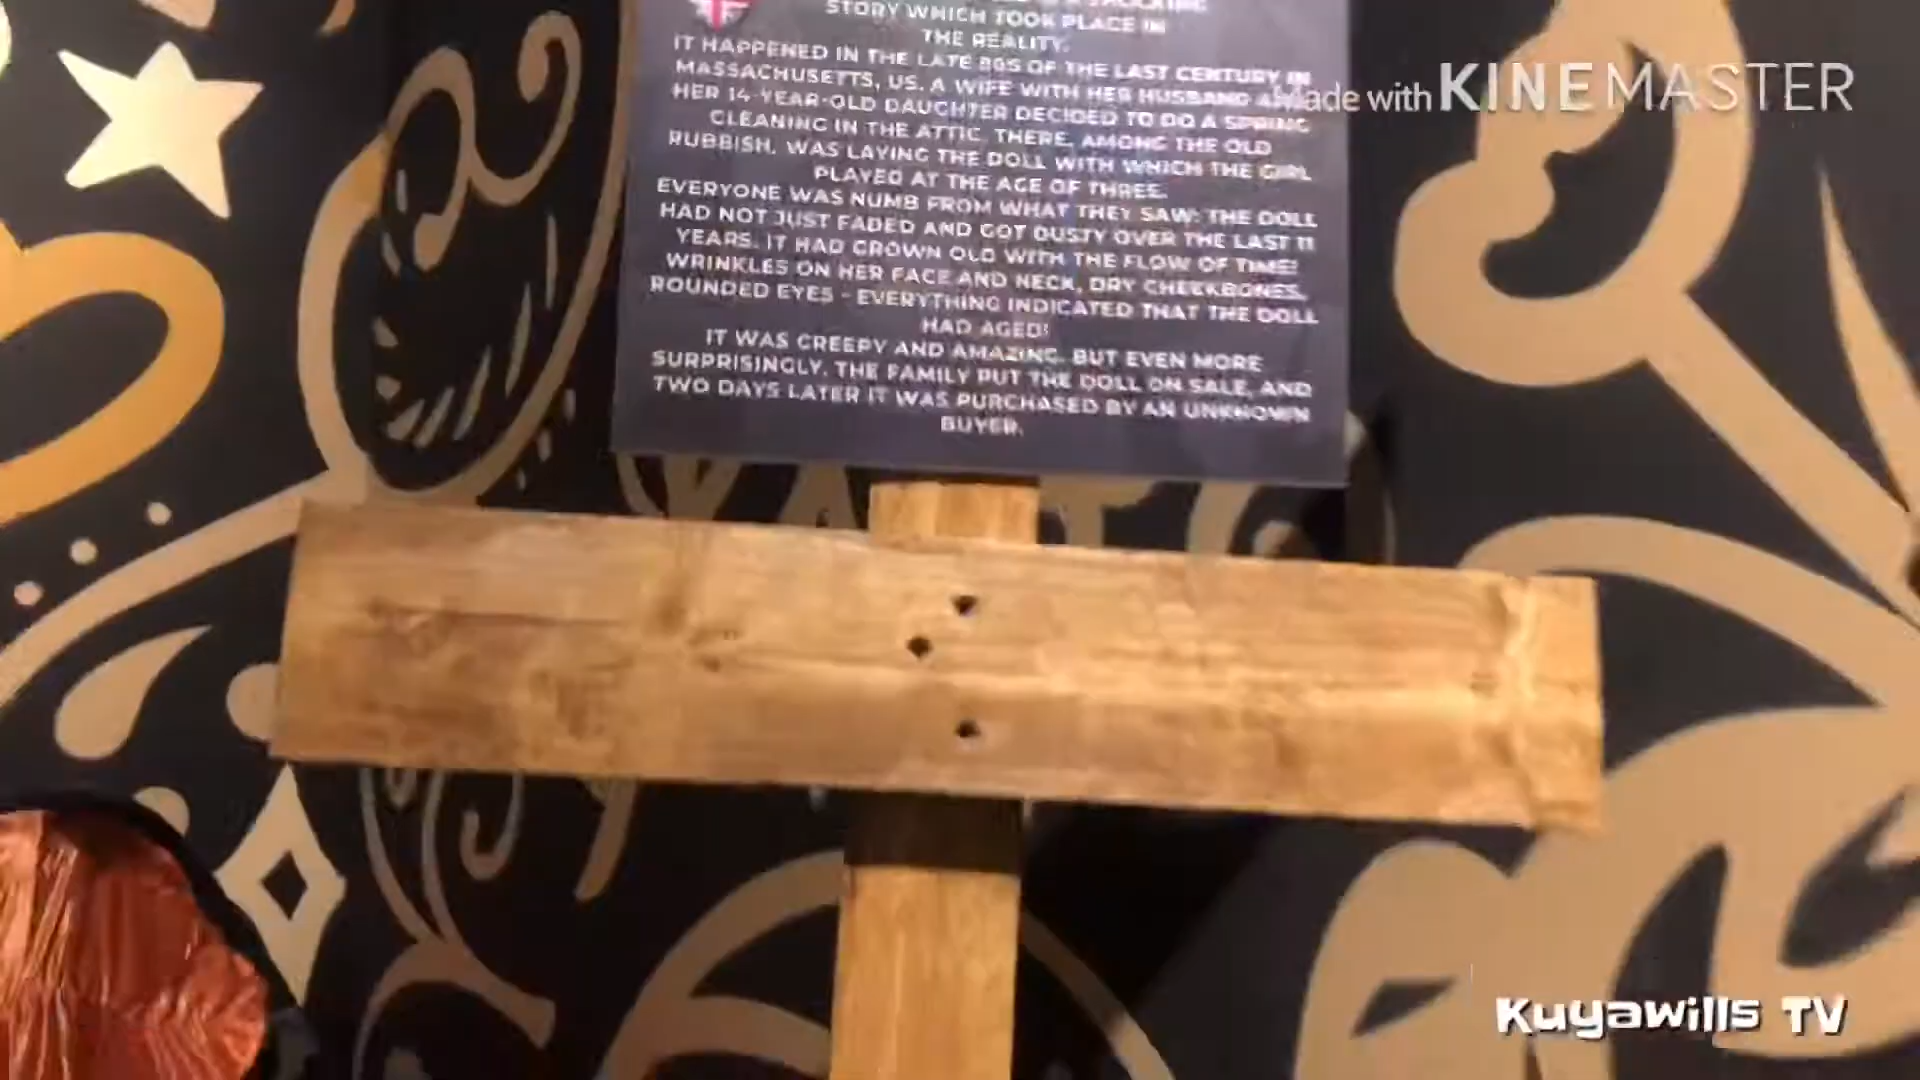 STORY WHICH TOOK PLACE IN
THE REALITY.
IT HAPPENED IN THE LATE 80S OF THE LAST CENTURY IN
MASSACHUSETTS, US. A WIFE WITH HER HUSBAND
HER 14-YEAR-OLD DAUGHTER DECIDED TO DO A SPRING
CLEANING IN THE ATTIC. THERE, AMONG THE OLD
RUBBISH, WAS LAYING THE DOLL WITH WHICH THE GIRL
PLAYED AT THE AGE OF THREE.
EVERYONE WAS NUMB FROM WHAT THEY SAW: THE DOLL
HAD NOT JUST FADED AND GOT DUSTY OVER THE LAST 11
YEARS. IT HAD GROWN OLD WITH THE FLOW OF TIME!
WRINKLES ON HER FACE AND NECK, DRY CHEEKBONES,
ROUNDED EYES - EVERYTHING INDICATED THAT THE DOLL
HAD AGED!
IT WAS CREEPY AND AMAZING. BUT EVEN MORE
SURPRISINGLY, THE FAMILY PUT THE DOLL ON SALE, AND
TWO DAYS LATER IT WAS PURCHASED BY AN UNKNOWN
BUYER.
Made with KINEMASTER
Kuyawills TV